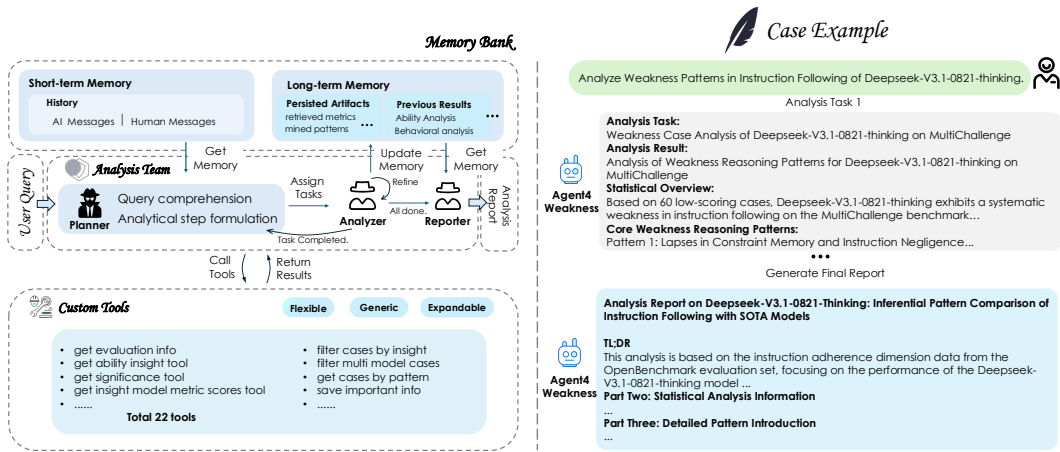 Memory Bank
Short-term Memory
History
AI Messages | Human Messages
Long-term Memory
Persisted Artifacts
retrieved metrics
mined patterns
...
Previous Results
Ability Analysis
Behavioral analysis
...
Get
Memory
Update
Memory
Get
Memory
User Query
Analysis Team
Planner
Query comprehension
Analytical step formulation
Assign
Tasks
Refine
Analyzer
All done.
Reporter
Task Completed.
Analysis
Report
Call
Tools
Return
Results
Custom Tools
Flexible
Generic
Expandable
• get evaluation info
• get ability insight tool
• get significance tool
• get insight model metric scores tool
• ......
• filter cases by insight
• filter multi model cases
• get cases by pattern
• save important info
• ......
Total 22 tools
Case Example
Analyze Weakness Patterns in Instruction Following of Deepseek-V3.1-0821-thinking.
Analysis Task 1
Agent4
Weakness
Analysis Task:
Weakness Case Analysis of Deepseek-V3.1-0821-thinking on MultiChallenge
Analysis Result:
Analysis of Weakness Reasoning Patterns for Deepseek-V3.1-0821-thinking on
MultiChallenge
Statistical Overview:
Based on 60 low-scoring cases, Deepseek-V3.1-0821-thinking exhibits a systematic
weakness in instruction following on the MultiChallenge benchmark...
Core Weakness Reasoning Patterns:
Pattern 1: Lapses in Constraint Memory and Instruction Negligence...
...
Generate Final Report
Agent4
Weakness
Analysis Report on Deepseek-V3.1-0821-Thinking: Inferential Pattern Comparison of
Instruction Following with SOTA Models
TL;DR
This analysis is based on the instruction adherence dimension data from the
OpenBenchmark evaluation set, focusing on the performance of the Deepseek-
V3.1-0821-thinking model ...
Part Two: Statistical Analysis Information
...
Part Three: Detailed Pattern Introduction
...